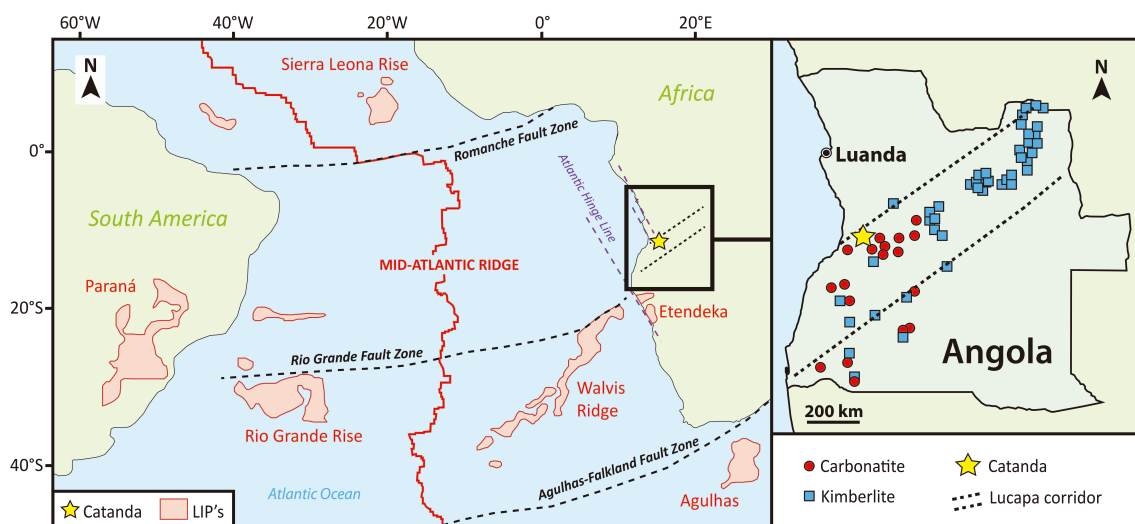 60°W
40°W
20°W
0°
20°E
N
Sierra Leona Rise
Africa
Romanche Fault Zone
0°
Atlantic Hinge Line
South America
MID-ATLANTIC RIDGE
Paraná
20°S
Etendeka
Rio Grande Fault Zone
Walvis
Ridge
Rio Grande Rise
40°S
Agulhas-Falkland Fault Zone
Atlantic Ocean
Agulhas
Catanda
LIP's
N
Luanda
Angola
200 km
Carbonatite
Catanda
Kimberlite
Lucapa corridor